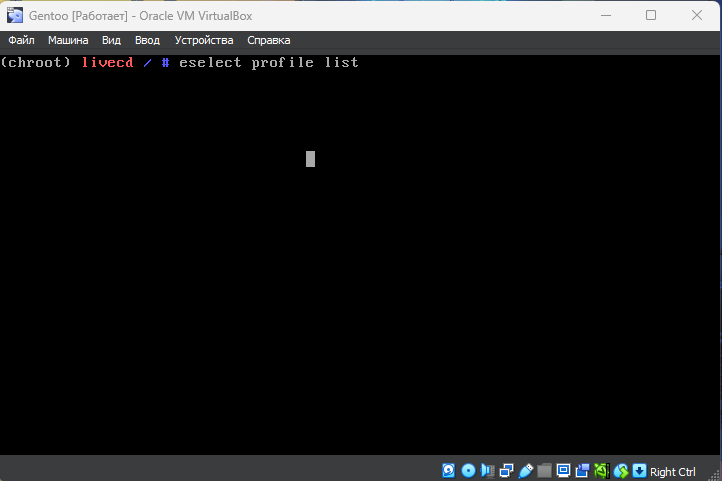 Gentoo [Работает] - Oracle VM VirtualBox
Файл Машина Вид Ввод Устройства Справка
(chroot) livecd / # eselect profile list
Right Ctrl